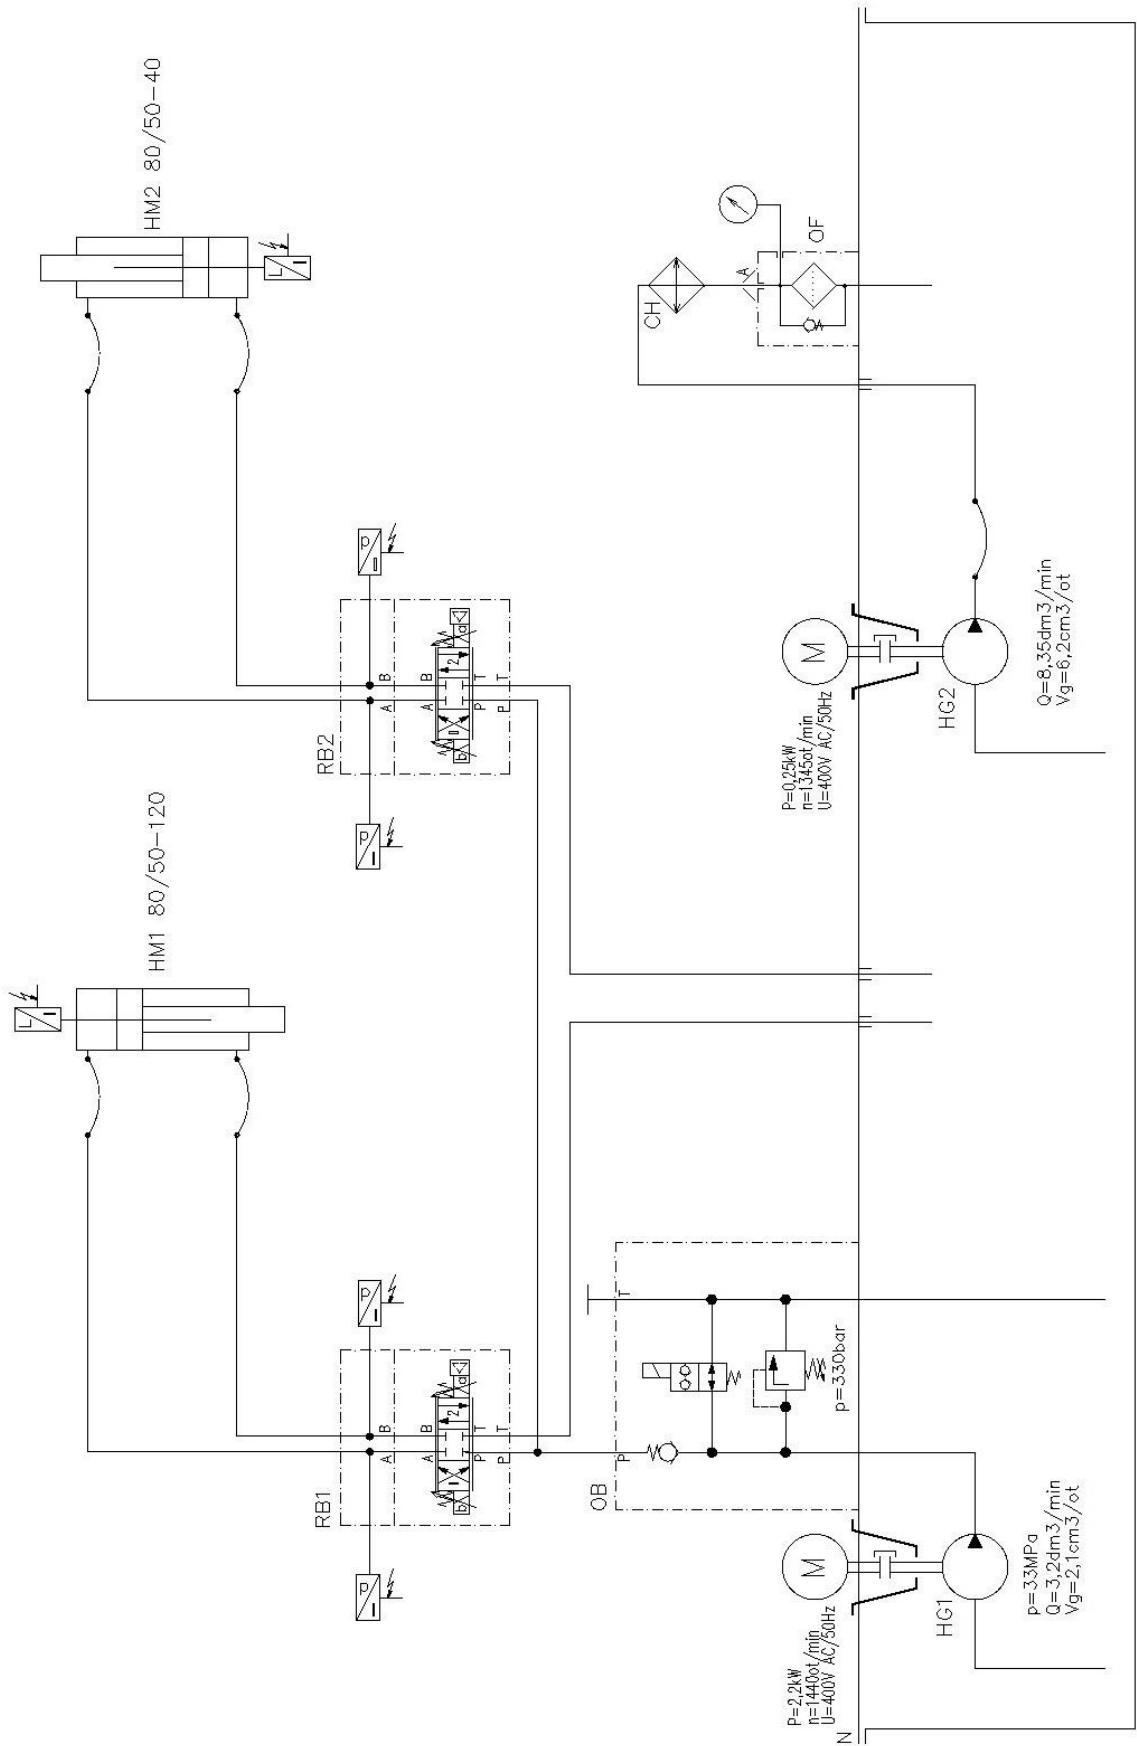 HM1 80/50-120
HM2 80/50-40
L
I
L
I
RB1
RB2
p
I
p
I
p
I
p
I
A
B
A
B
b
a
2
P
T
P
T
A
B
A
B
b
a
2
P
T
P
T
OB
P
T
p=330bar
CH
A
OF
M
P=2,2kW
n=1440ot/min
U=400V AC/50Hz
N
HG1
p=33MPa
Q=3,2dm3/min
Vg=2,1cm3/ot
M
P=0,25kW
n=1345ot/min
U=400V AC/50Hz
HG2
Q=8,35dm3/min
Vg=6,2cm3/ot